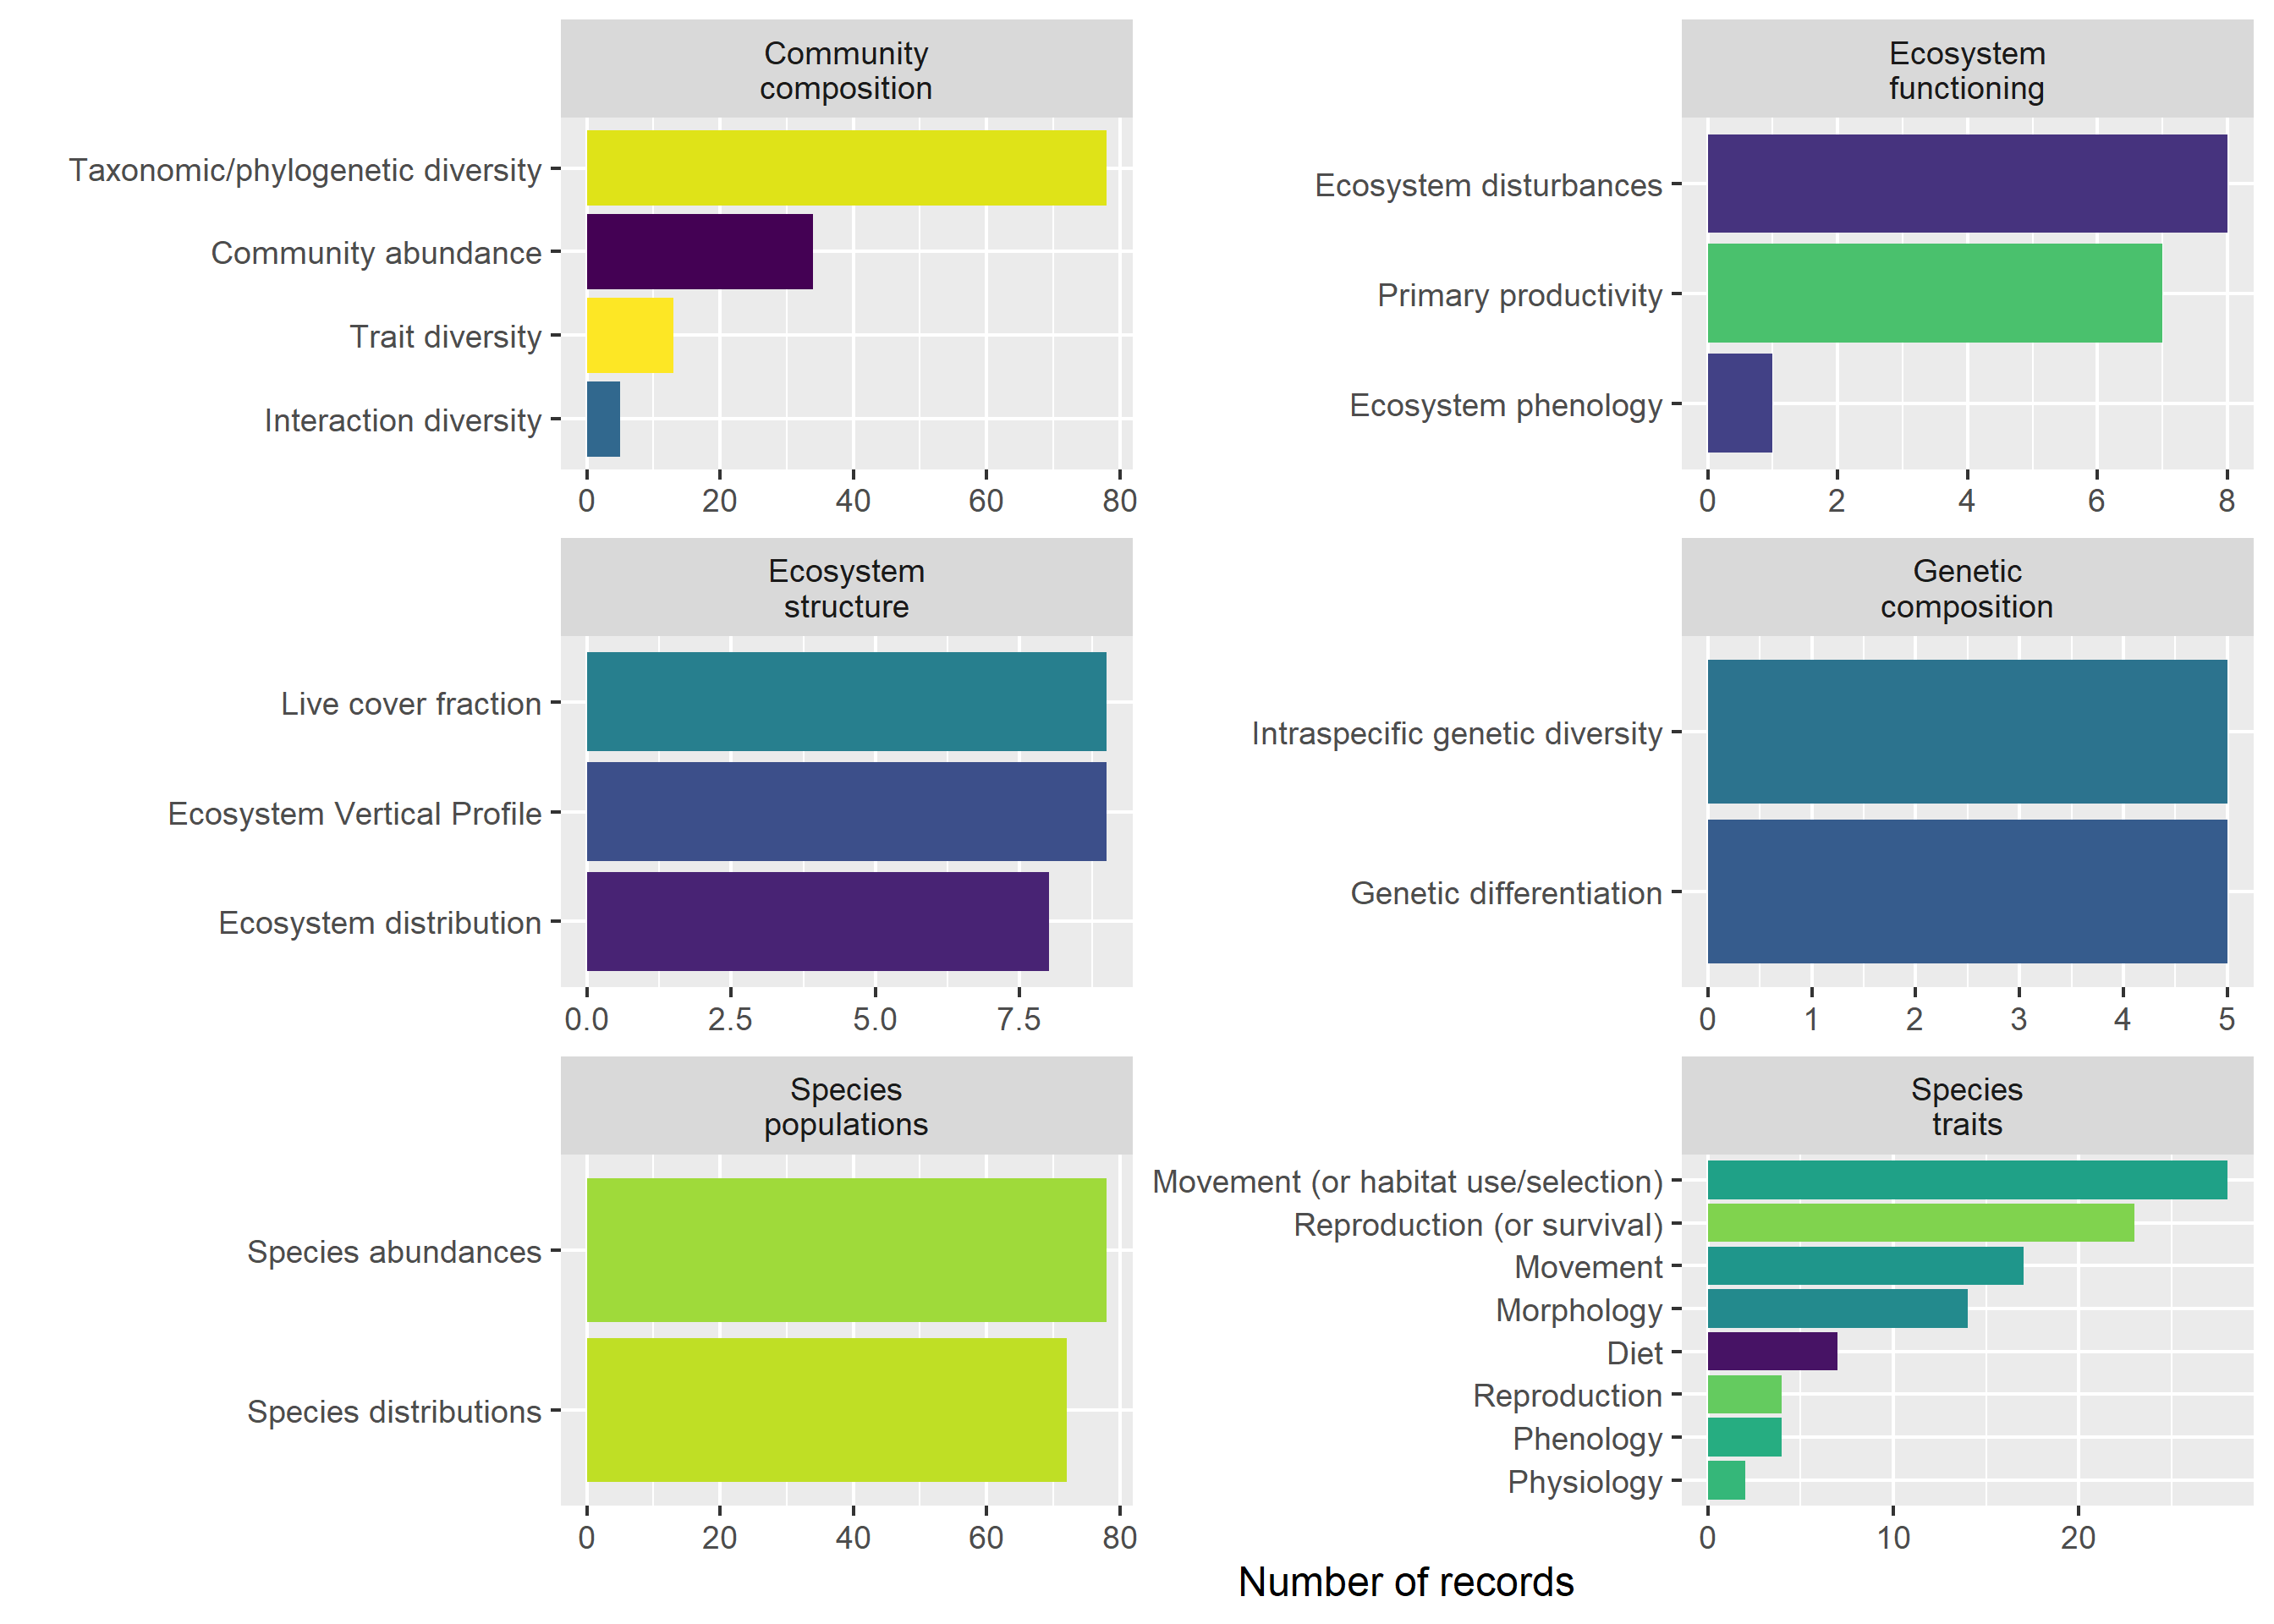 Community
composition
Taxonomic/phylogenetic diversity
Community abundance
Trait diversity
Interaction diversity
0 20 40 60 80
Ecosystem
functioning
Ecosystem disturbances
Primary productivity
Ecosystem phenology
0 2 4 6 8
Ecosystem
structure
Live cover fraction
Ecosystem Vertical Profile
Ecosystem distribution
0.0 2.5 5.0 7.5
Genetic
composition
Intraspecific genetic diversity
Genetic differentiation
0 1 2 3 4 5
Species
populations
Species abundances
Species distributions
0 20 40 60 80
Species
traits
Movement (or habitat use/selection)
Reproduction (or survival)
Movement
Morphology
Diet
Reproduction
Phenology
Physiology
0 10 20
Number of records